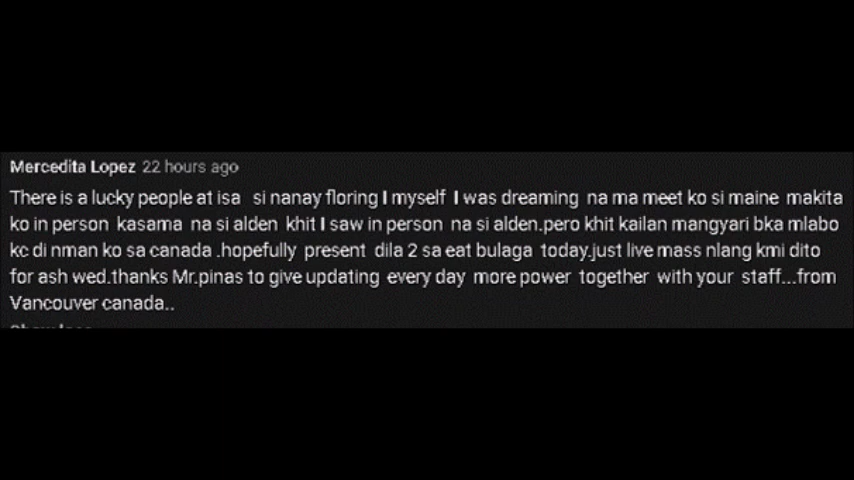 Mercedita Lopez 22 hours ago
There is a lucky people at isa si nanay floring I myself I was dreaming na ma meet ko si maine makita
ko in person kasama na si alden khit I saw in person na si alden.pero khit kailan mangyari bka mlabo
kc di nman ko sa canada .hopefully present dila 2 sa eat bulaga today.just live mass nlang kmi dito
for ash wed.thanks Mr.pinas to give updating every day more power together with your staff...from
Vancouver canada..